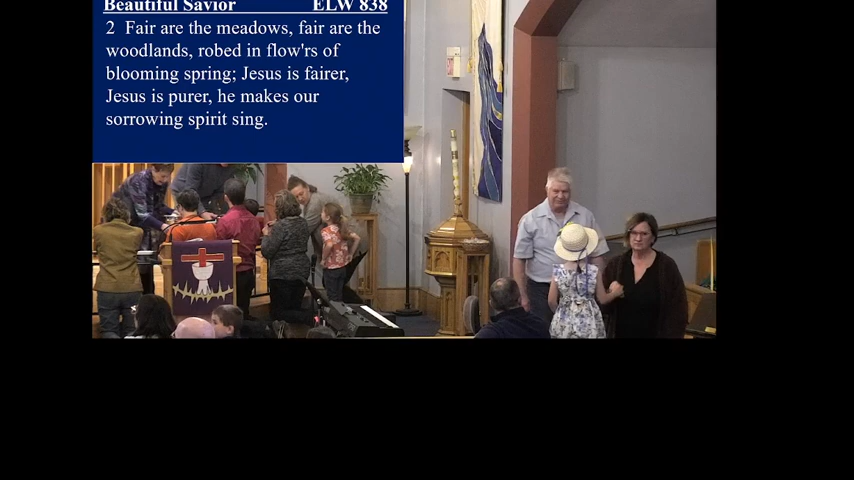 Beautiful Savior ELW 838
2 Fair are the meadows, fair are the
woodlands, robed in flow'rs of
blooming spring; Jesus is fairer,
Jesus is purer, he makes our
sorrowing spirit sing.